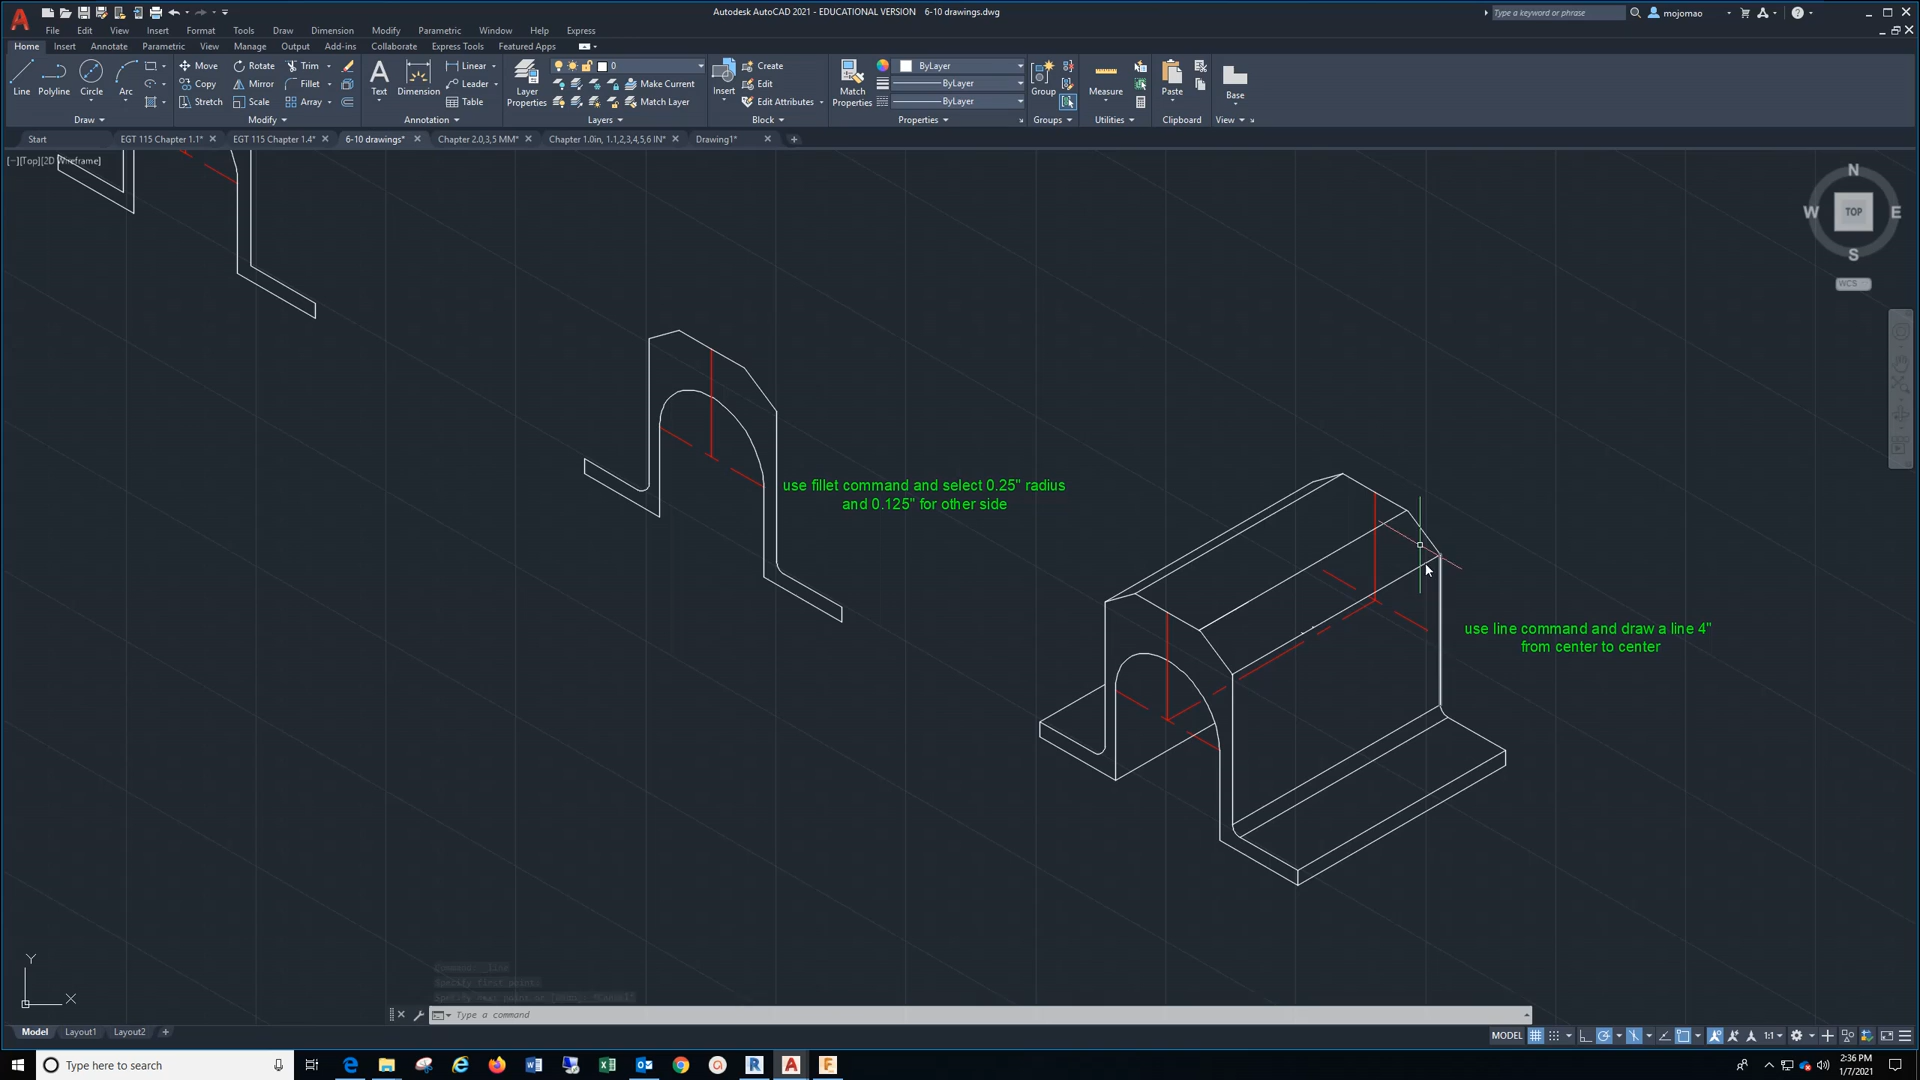 Autodesk AutoCAD 2021 - EDUCATIONAL VERSION 6-10 drawings.dwg
Type a keyword or phrase
mojomao
File Edit View Insert Format Tools Draw Dimension Modify Parametric Window Help Express
Home Insert Annotate Parametric View Manage Output Add-ins Collaborate Express Tools Featured Apps
Line Polyline Circle Arc
Draw
Move Rotate Trim
Copy Mirror Fillet
Stretch Scale Array
Modify
Text Dimension
Linear
Leader
Table
Annotation
Layer Properties
0
Make Current
Match Layer
Layers
Insert
Create
Edit
Edit Attributes
Block
Match Properties
ByLayer
ByLayer
ByLayer
Properties
Group
Groups
Measure
Utilities
Paste
Clipboard
Base
View
Start EGT 115 Chapter 1.1* EGT 115 Chapter 1.4* 6-10 drawings* Chapter 2.0,3,5 MM* Chapter 1.0in, 1.1,2,3,4,5,6 IN* Drawing1*
[−][Top][2D Wireframe]
N
W TOP E
S
WCS
use fillet command and select 0.25" radius
and 0.125" for other side
use line command and draw a line 4"
from center to center
Y
X
Command: _line
Specify first point:
Type a command
Model Layout1 Layout2
MODEL
1:1
Type here to search
2:36 PM
1/7/2021